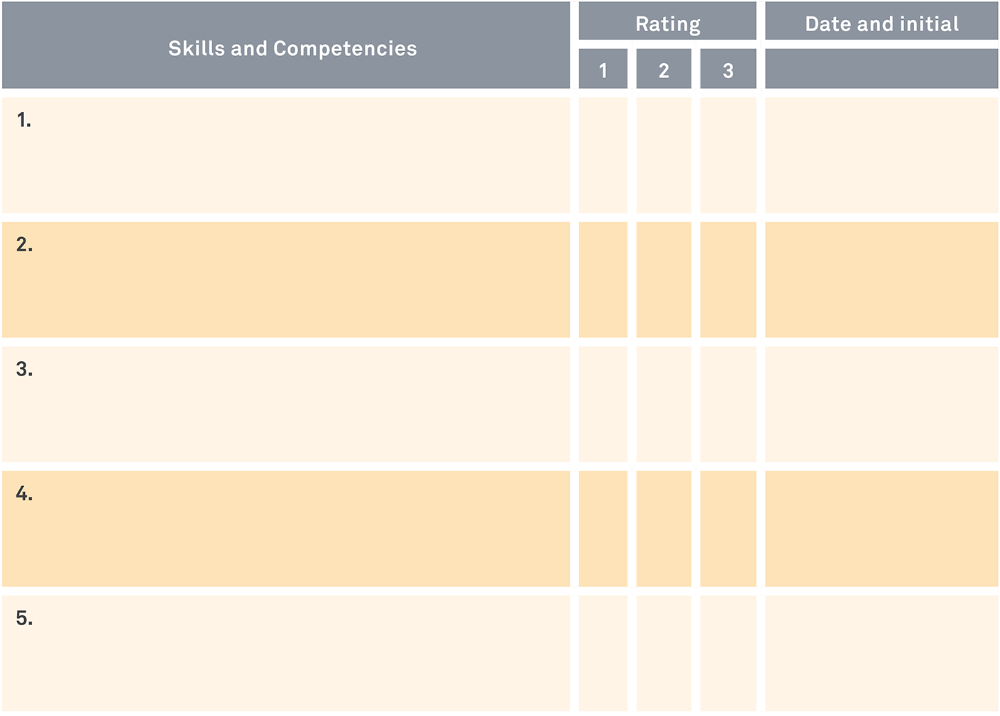 Skills and Competencies
Rating
Date and initial
1
2
3
1.
2.
3.
4.
5.